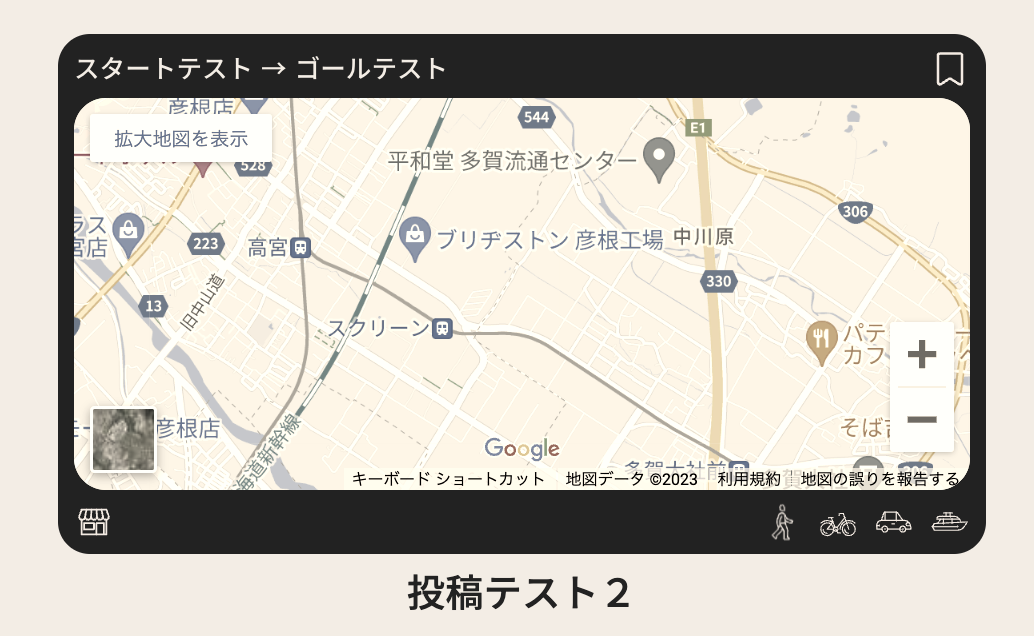 スタートテスト → ゴールテスト
彦根店
拡大地図を表示
544
E1
平和堂 多賀流通センター
528
306
ラス
宮店
223
高宮
ブリヂストン 彦根工場
中川原
330
13
旧中山道
スクリーン
パテ
カフ
+
−
彦根店
海道新幹線
Google
そば吉
多賀大社前
キーボード ショートカット
地図データ ©2023
利用規約
地図の誤りを報告する
投稿テスト２